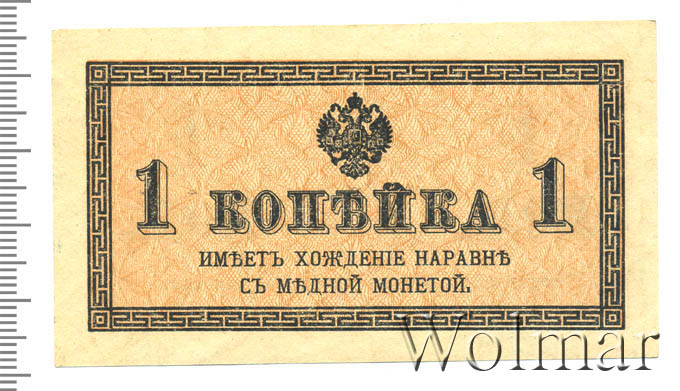 1 КОПѢЙКА 1
ИМѢЕТЪ ХОЖДЕНІЕ НАРАВНѢ
СЪ МѢДНОЙ МОНЕТОЙ.
Wolmar